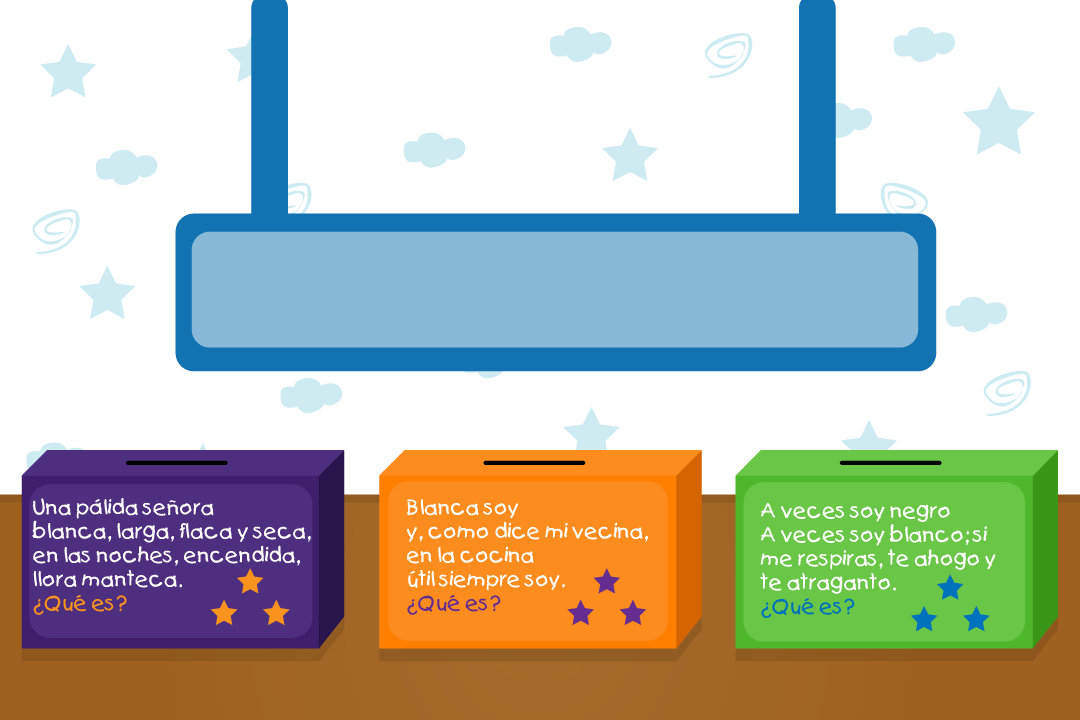 Una pálida señora
blanca, larga, flaca y seca,
en las noches, encendida,
llora manteca.
¿Qué es?
Blanca soy
y, como dice mi vecina,
en la cocina
útil siempre soy.
¿Qué es?
A veces soy negro
A veces soy blanco; si
me respiras, te ahogo y
te atraganto.
¿Qué es?